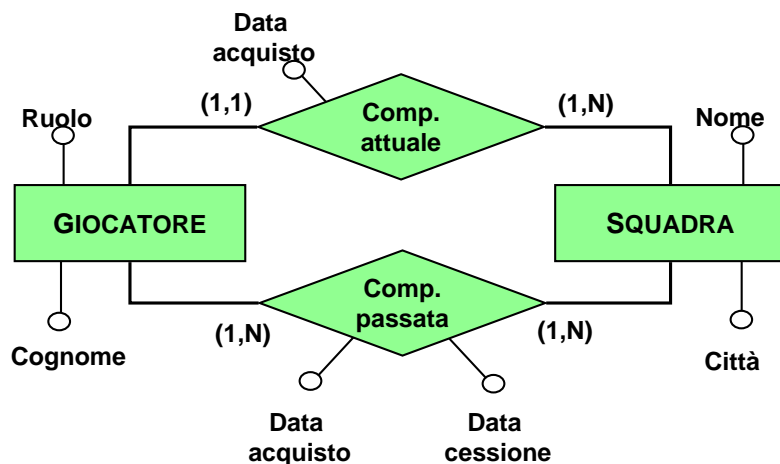 Data
acquisto
(1,1)
(1,N)
Ruolo
Comp.
attuale
Nome
GIOCATORE
SQUADRA
Comp.
passata
(1,N)
(1,N)
Cognome
Città
Data
acquisto
Data
cessione